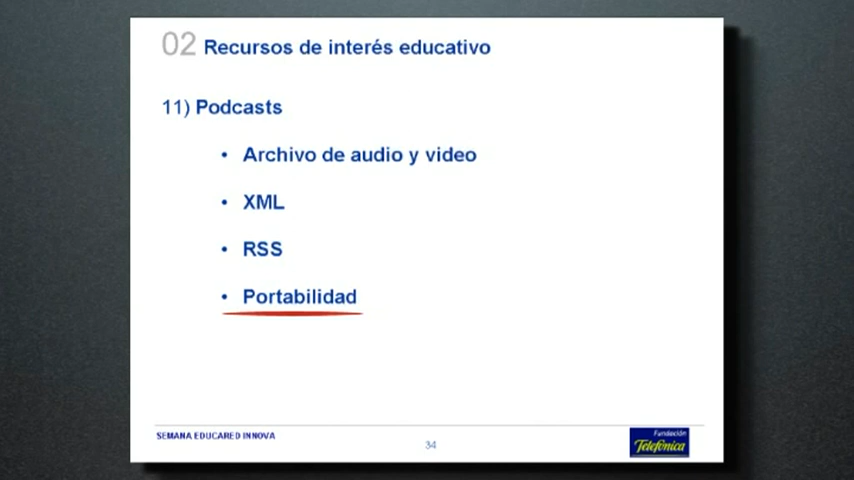 02 Recursos de interés educativo
11) Podcasts
• Archivo de audio y video
• XML
• RSS
• Portabilidad
SEMANA EDUCARED INNOVA
34
Fundación
Telefónica